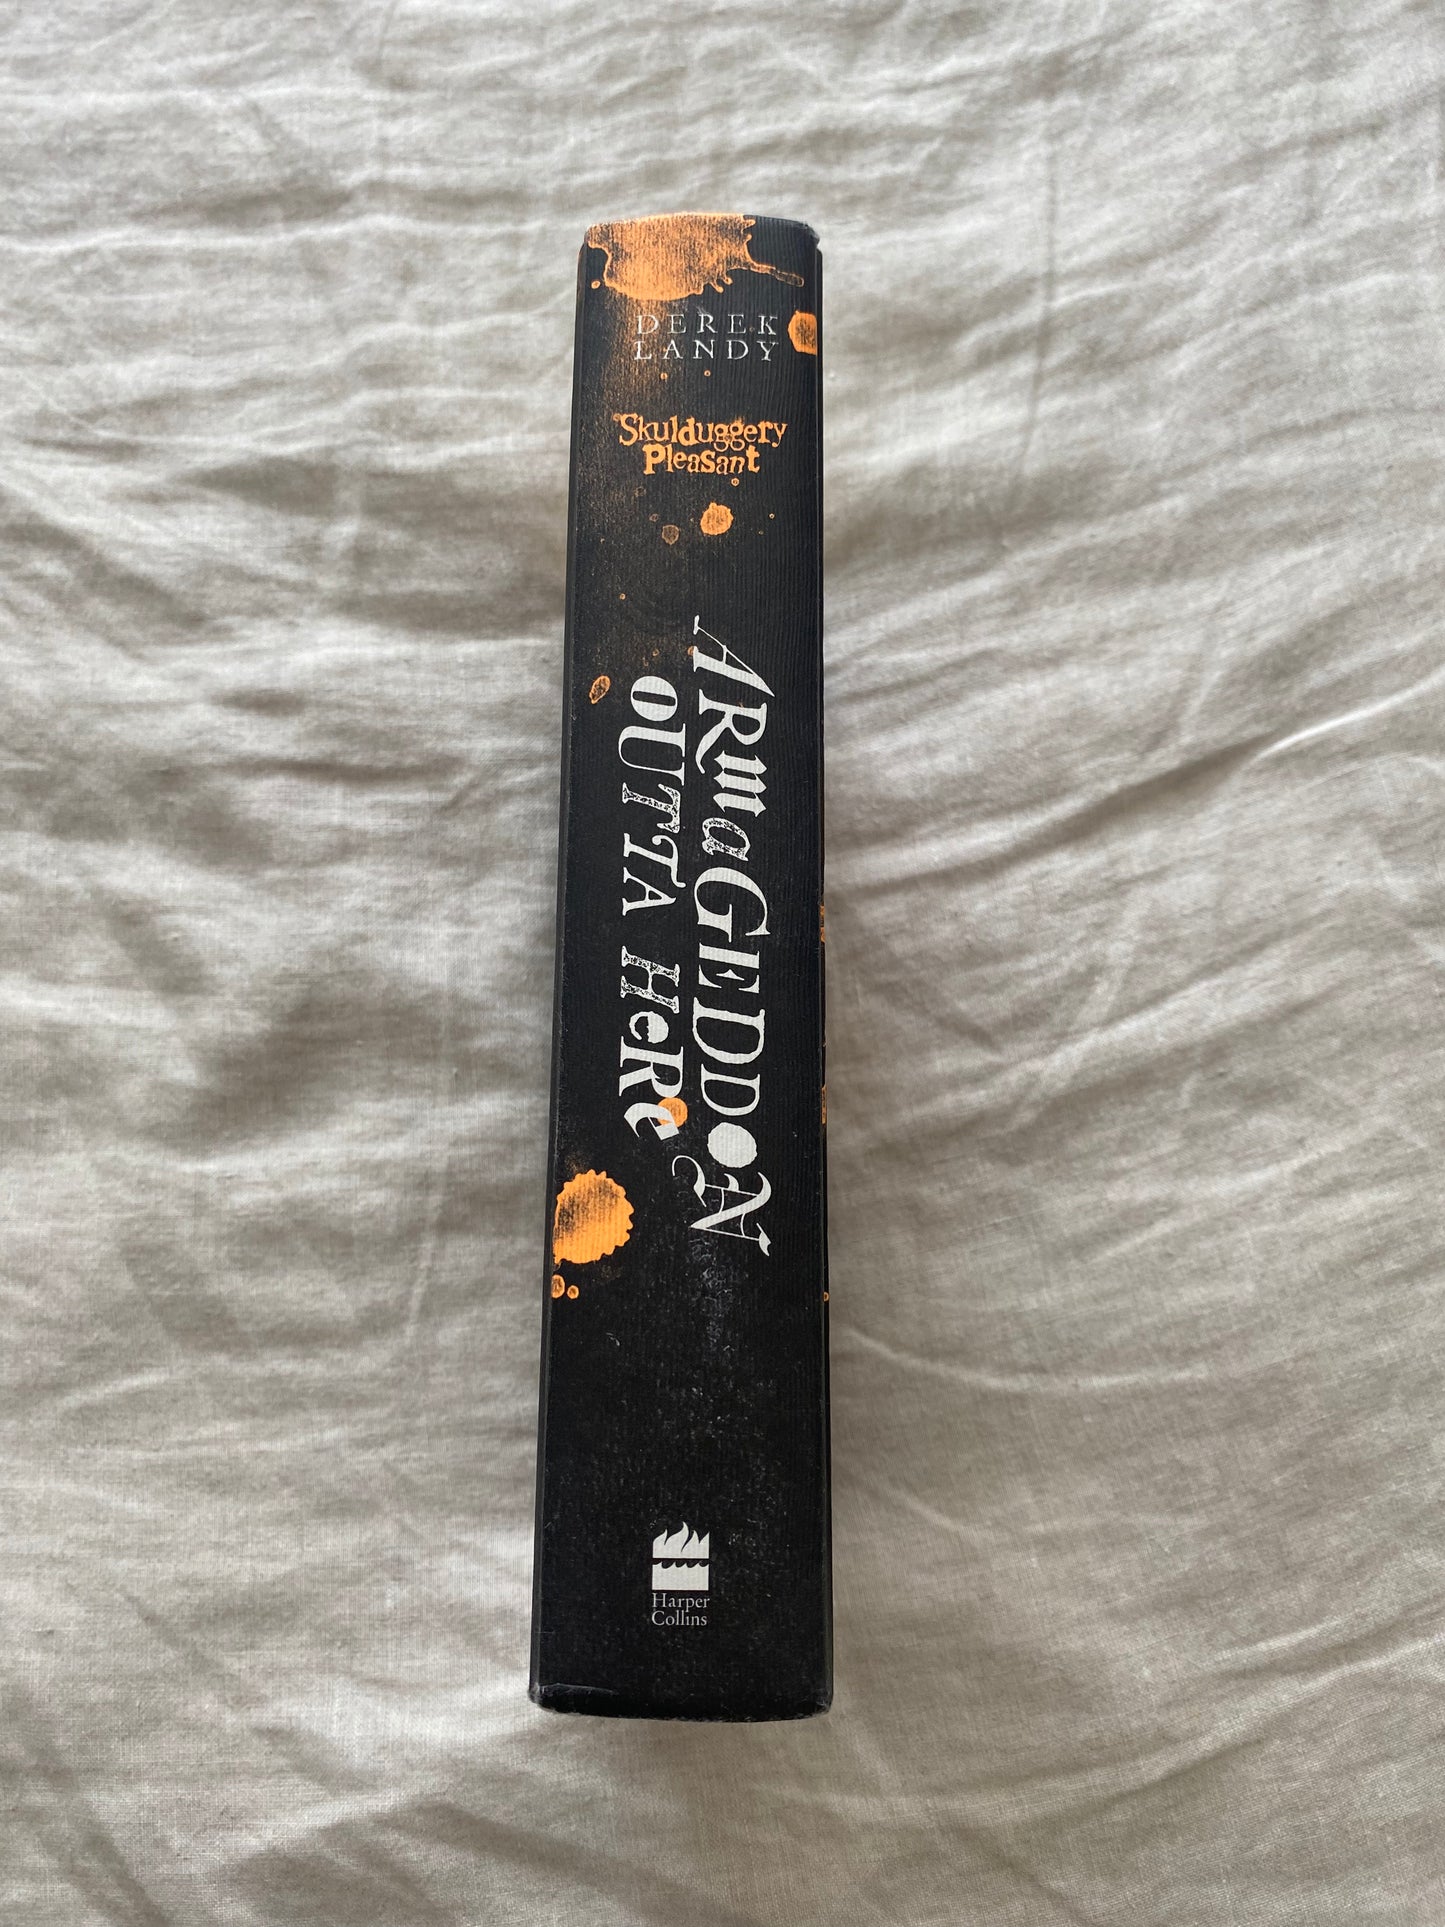 DEREK
LANDY
Skulduggery
Pleasant
ARmaGEDDON
OUTTA HeRe
Harper
Collins